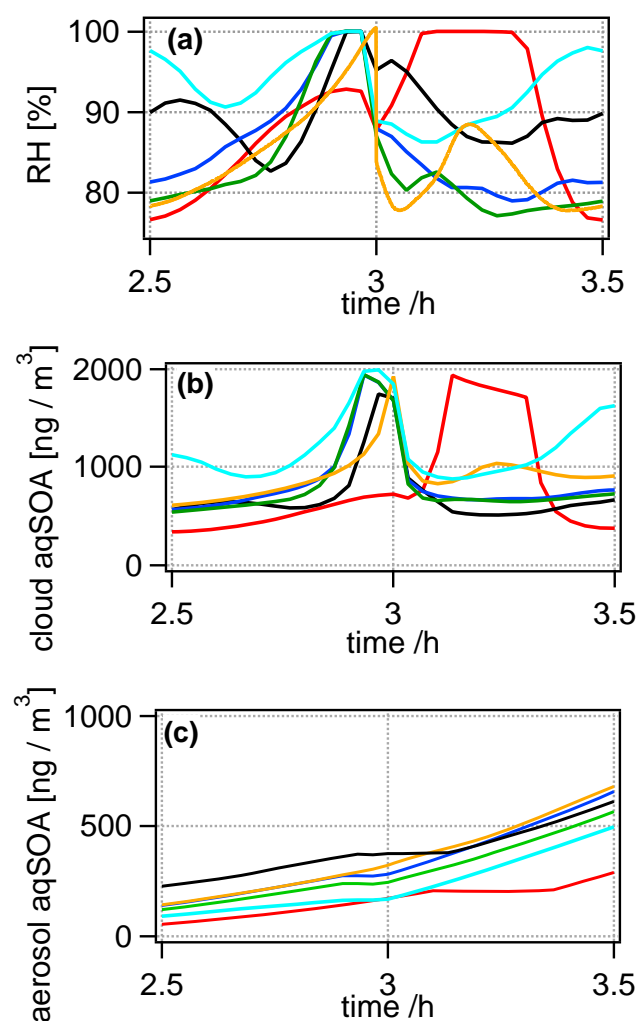 (a)
RH [%]
100
90
80
2.5
3
3.5
time /h
(b)
cloud aqSOA [ng / m³]
2000
1000
0
2.5
3
3.5
time /h
(c)
aerosol aqSOA [ng / m³]
1000
500
0
2.5
3
3.5
time /h